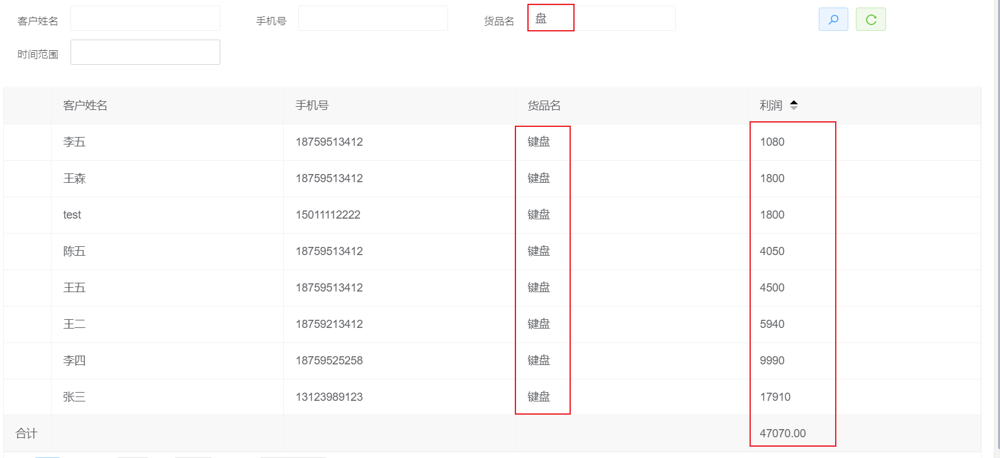 客户姓名 手机号 货品名 盘
时间范围
客户姓名 手机号 货品名 利润
李五 18759513412 键盘 1080
王森 18759513412 键盘 1800
test 15011112222 键盘 1800
陈五 18759513412 键盘 4050
王五 18759513412 键盘 4500
王二 18759213412 键盘 5940
李四 18759525258 键盘 9990
张三 13123989123 键盘 17910
合计 47070.00